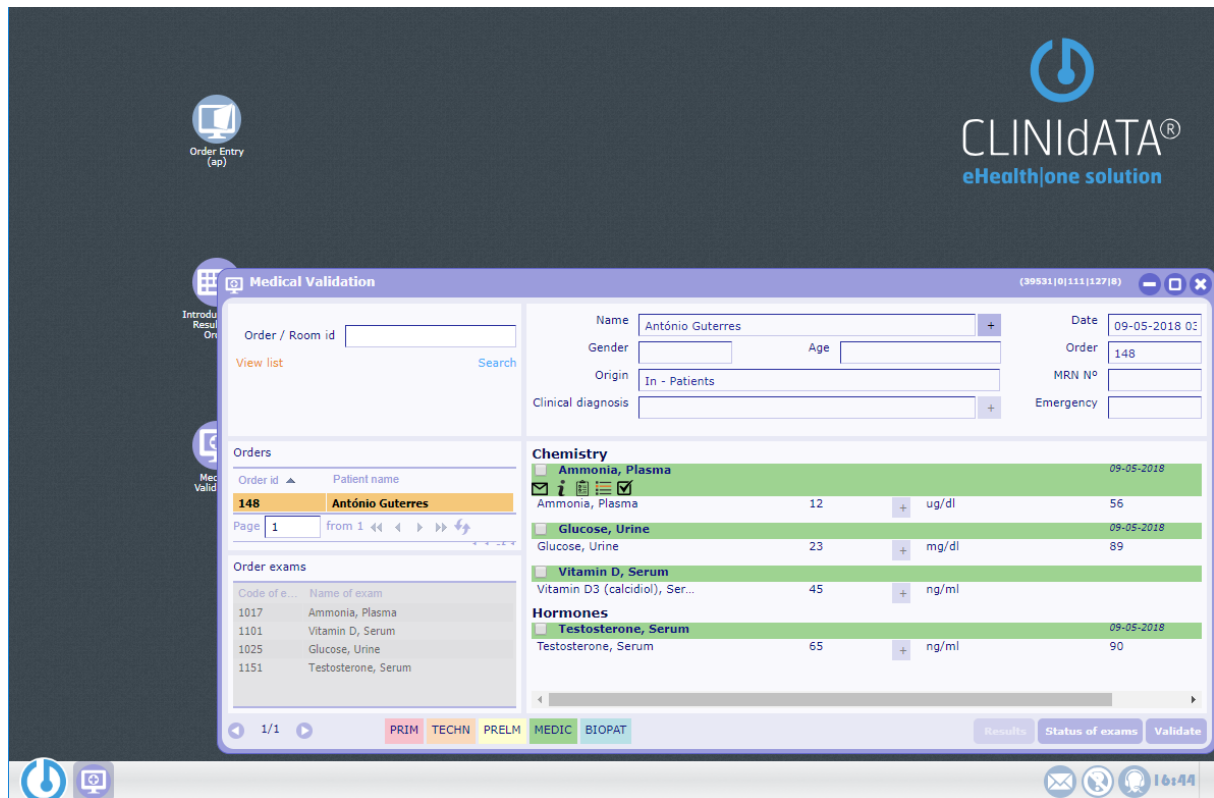 CLINIdATA®
eHealth|one solution
Order Entry
(ap)
Medical Validation
(39531|0|111|127|8)
Order / Room id
View list
Search
Name
António Guterres
+
Date
09-05-2018 03
Gender
Age
Order
148
Origin
In - Patients
MRN Nº
Clinical diagnosis
+
Emergency
Orders
Order id
Patient name
148
António Guterres
Page
1
from 1
Order exams
Code of e...
Name of exam
1017
Ammonia, Plasma
1101
Vitamin D, Serum
1025
Glucose, Urine
1151
Testosterone, Serum
Chemistry
Ammonia, Plasma
09-05-2018
Ammonia, Plasma
12
+
ug/dl
56
Glucose, Urine
09-05-2018
Glucose, Urine
23
+
mg/dl
89
Vitamin D, Serum
Vitamin D3 (calcidiol), Ser...
45
+
ng/ml
Hormones
Testosterone, Serum
09-05-2018
Testosterone, Serum
65
+
ng/ml
90
1/1
PRIM
TECHN
PRELM
MEDIC
BIOPAT
Results
Status of exams
Validate
16:44